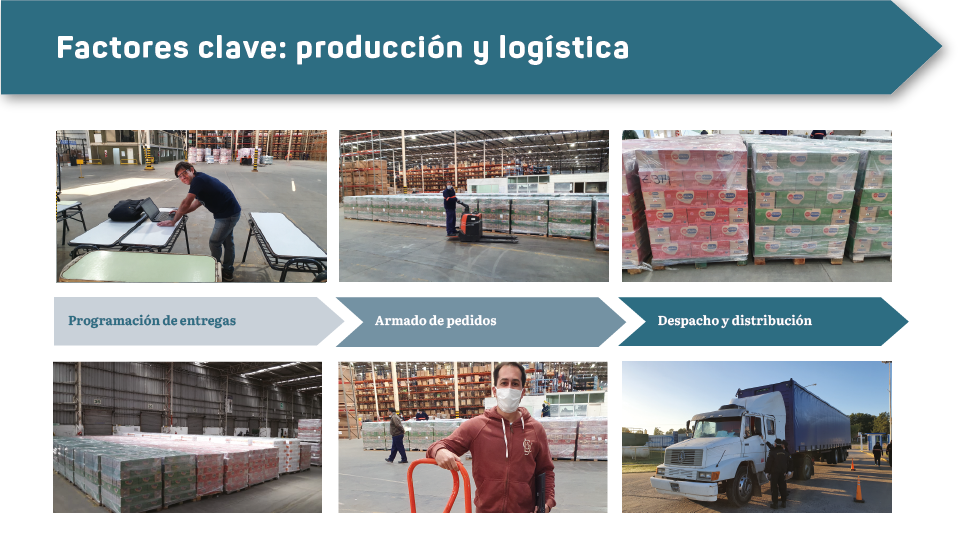 Factores clave: producción y logística
Programación de entregas
Armado de pedidos
Despacho y distribución